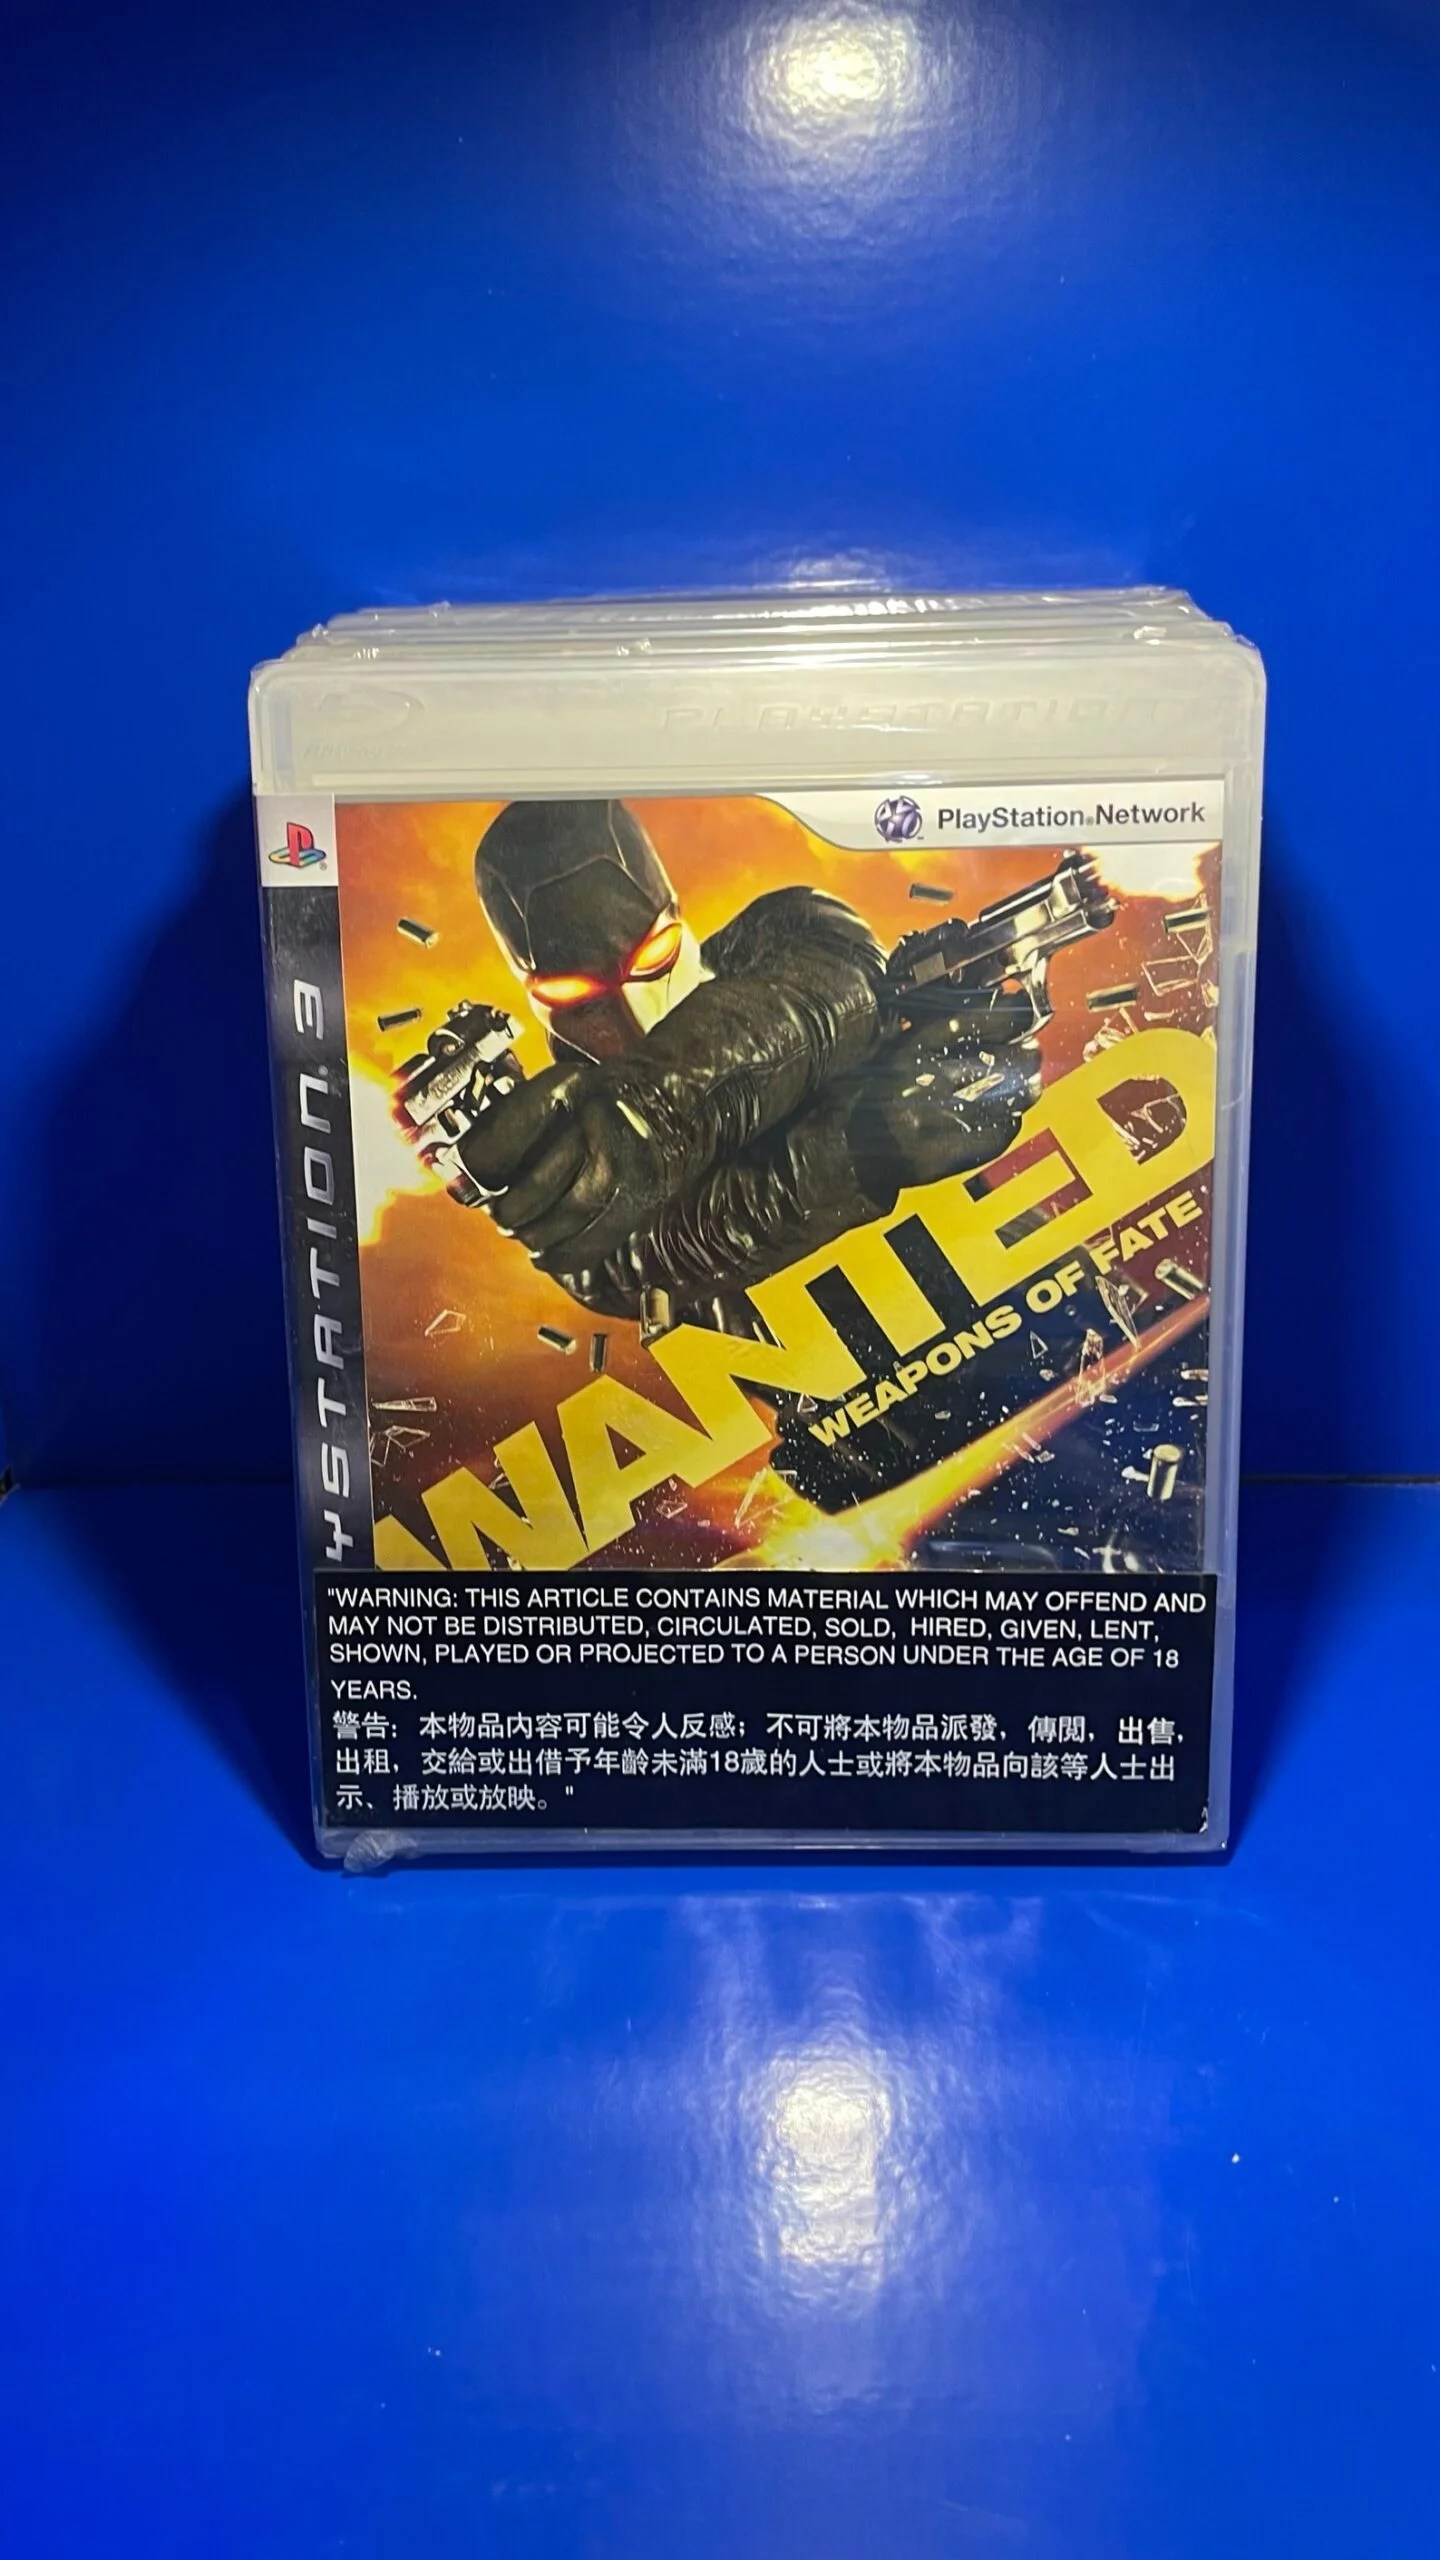 PLAYSTATION 3
PlayStation®Network
YSTATION®3
WANTED
WEAPONS OF FATE
"WARNING: THIS ARTICLE CONTAINS MATERIAL WHICH MAY OFFEND AND
MAY NOT BE DISTRIBUTED, CIRCULATED, SOLD, HIRED, GIVEN, LENT,
SHOWN, PLAYED OR PROJECTED TO A PERSON UNDER THE AGE OF 18
YEARS.
警告：本物品內容可能令人反感；不可將本物品派發，傳閱，出售，
出租，交給或出借予年齡未滿18歲的人士或將本物品向該等人士出
示、播放或放映。"